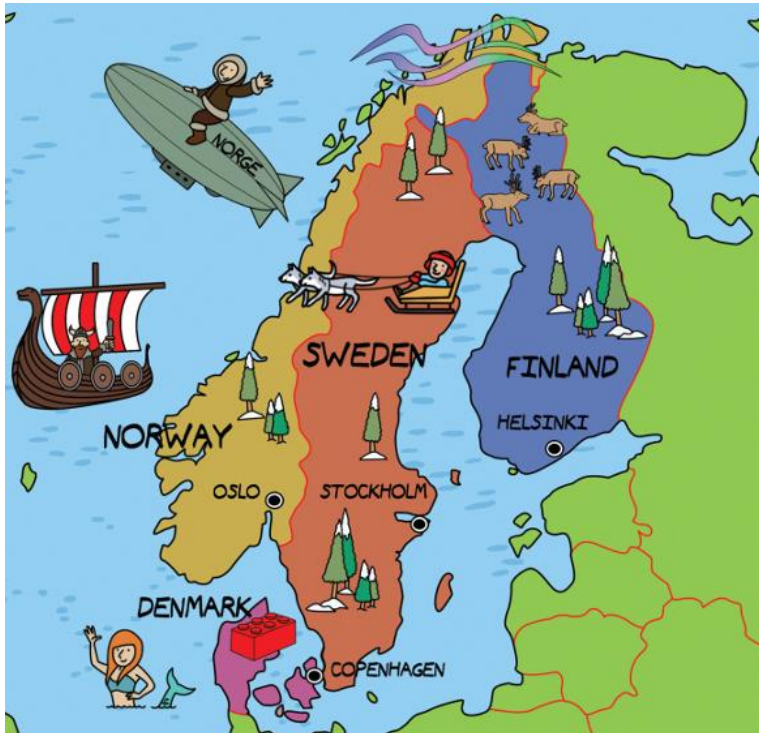 NORGE
SWEDEN
FINLAND
NORWAY
HELSINKI
OSLO
STOCKHOLM
DENMARK
COPENHAGEN